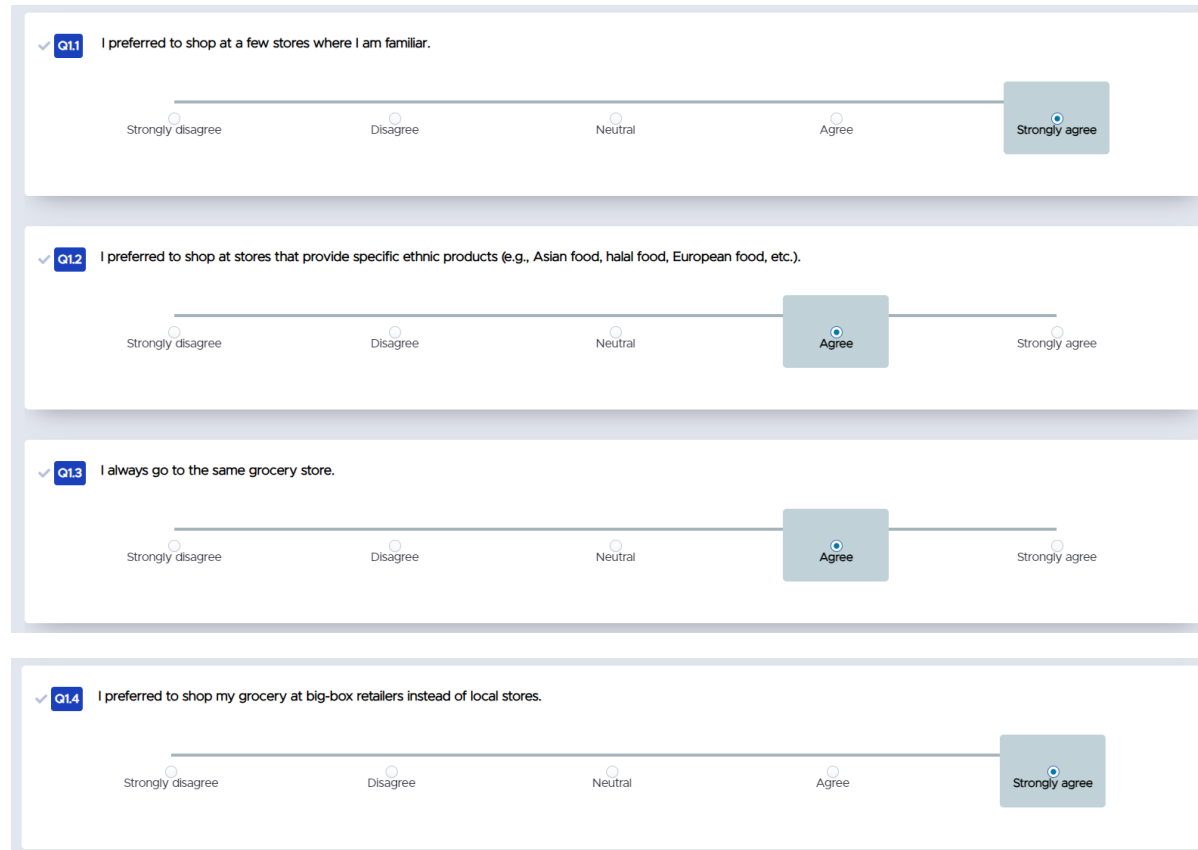 Q1.1 I preferred to shop at a few stores where I am familiar.
Strongly disagree Disagree Neutral Agree Strongly agree
Q1.2 I preferred to shop at stores that provide specific ethnic products (e.g., Asian food, halal food, European food, etc.).
Strongly disagree Disagree Neutral Agree Strongly agree
Q1.3 I always go to the same grocery store.
Strongly disagree Disagree Neutral Agree Strongly agree
Q1.4 I preferred to shop my grocery at big-box retailers instead of local stores.
Strongly disagree Disagree Neutral Agree Strongly agree